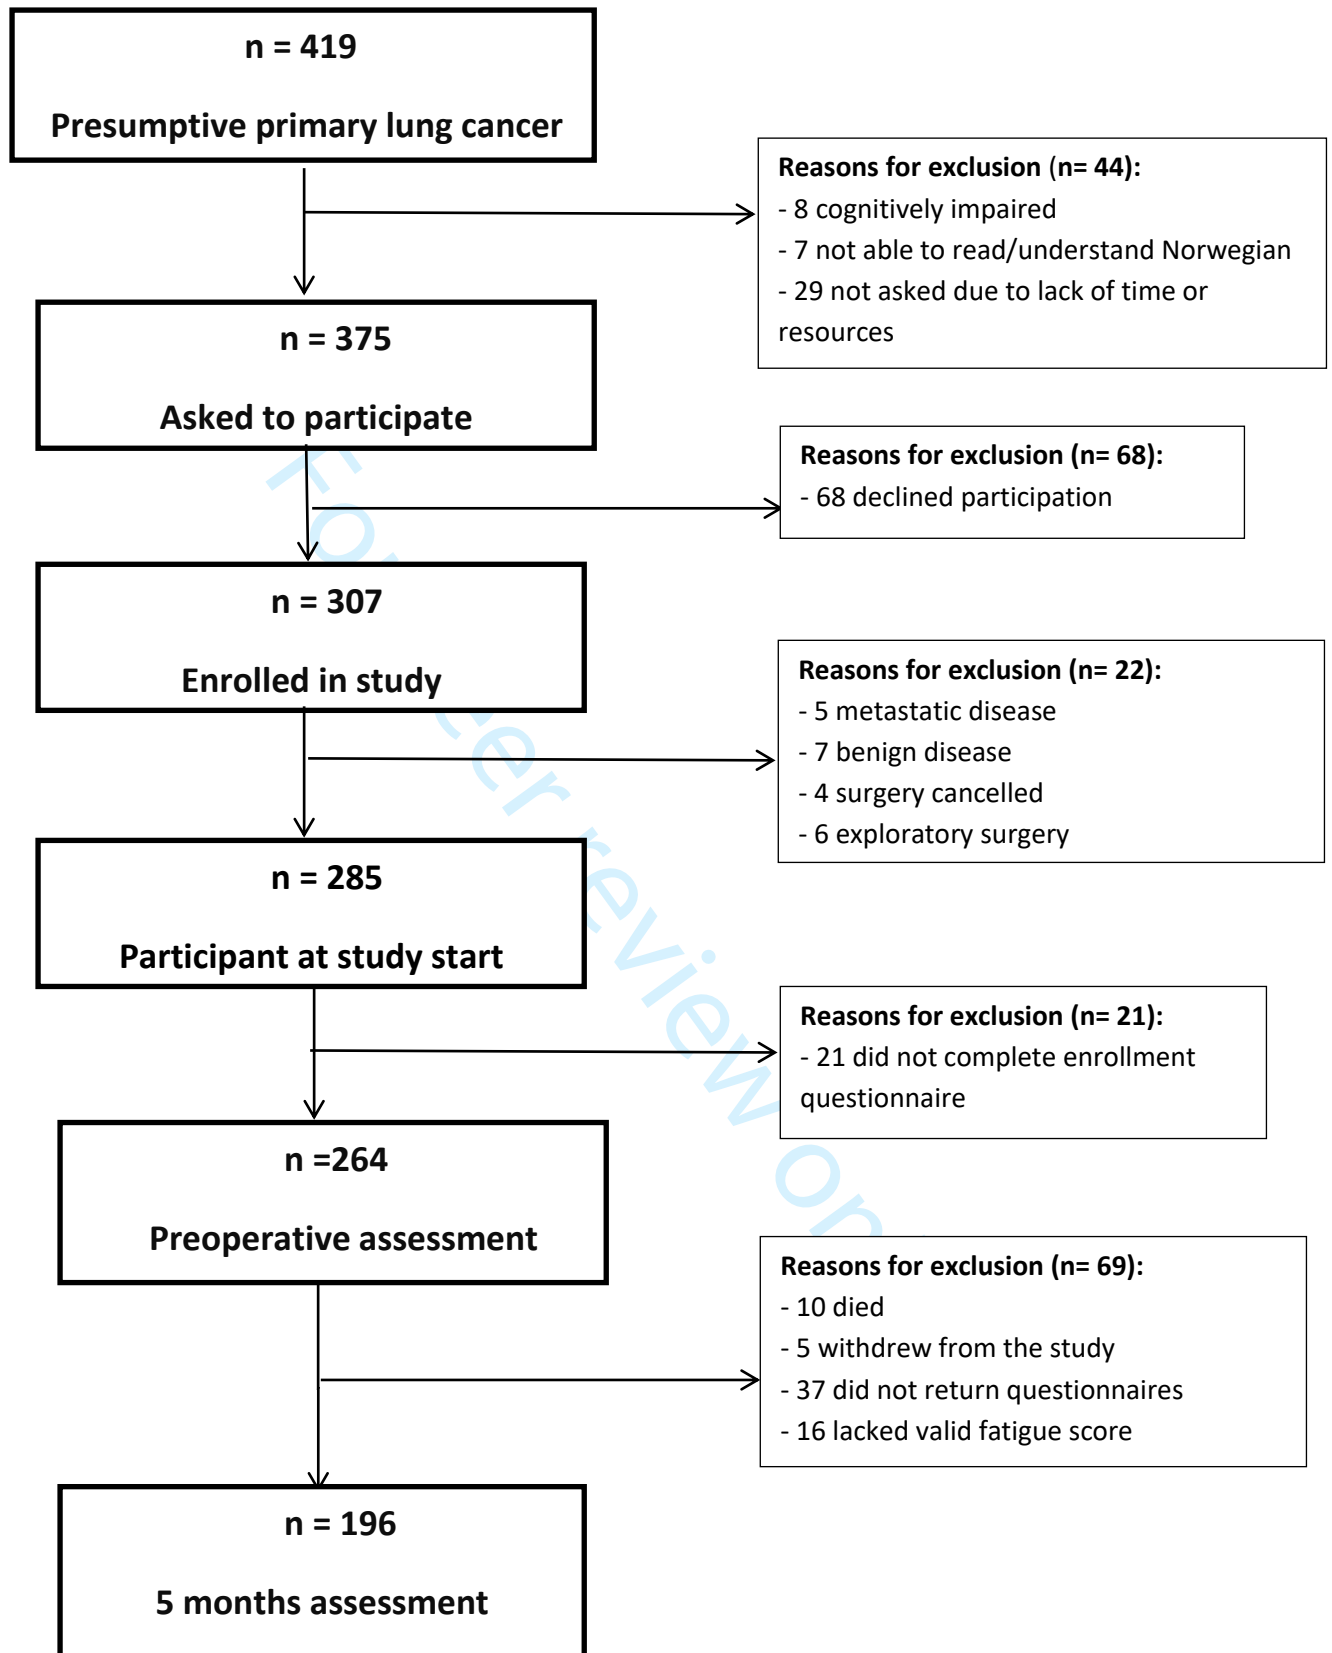 n = 419
Presumptive primary lung cancer
Reasons for exclusion (n= 44):
- 8 cognitively impaired
- 7 not able to read/understand Norwegian
- 29 not asked due to lack of time or
resources
n = 375
Asked to participate
Reasons for exclusion (n= 68):
- 68 declined participation
n = 307
Enrolled in study
Reasons for exclusion (n= 22):
- 5 metastatic disease
- 7 benign disease
- 4 surgery cancelled
- 6 exploratory surgery
n = 285
Participant at study start
Reasons for exclusion (n= 21):
- 21 did not complete enrollment
questionnaire
n =264
Preoperative assessment
Reasons for exclusion (n= 69):
- 10 died
- 5 withdrew from the study
- 37 did not return questionnaires
- 16 lacked valid fatigue score
n = 196
5 months assessment
For review